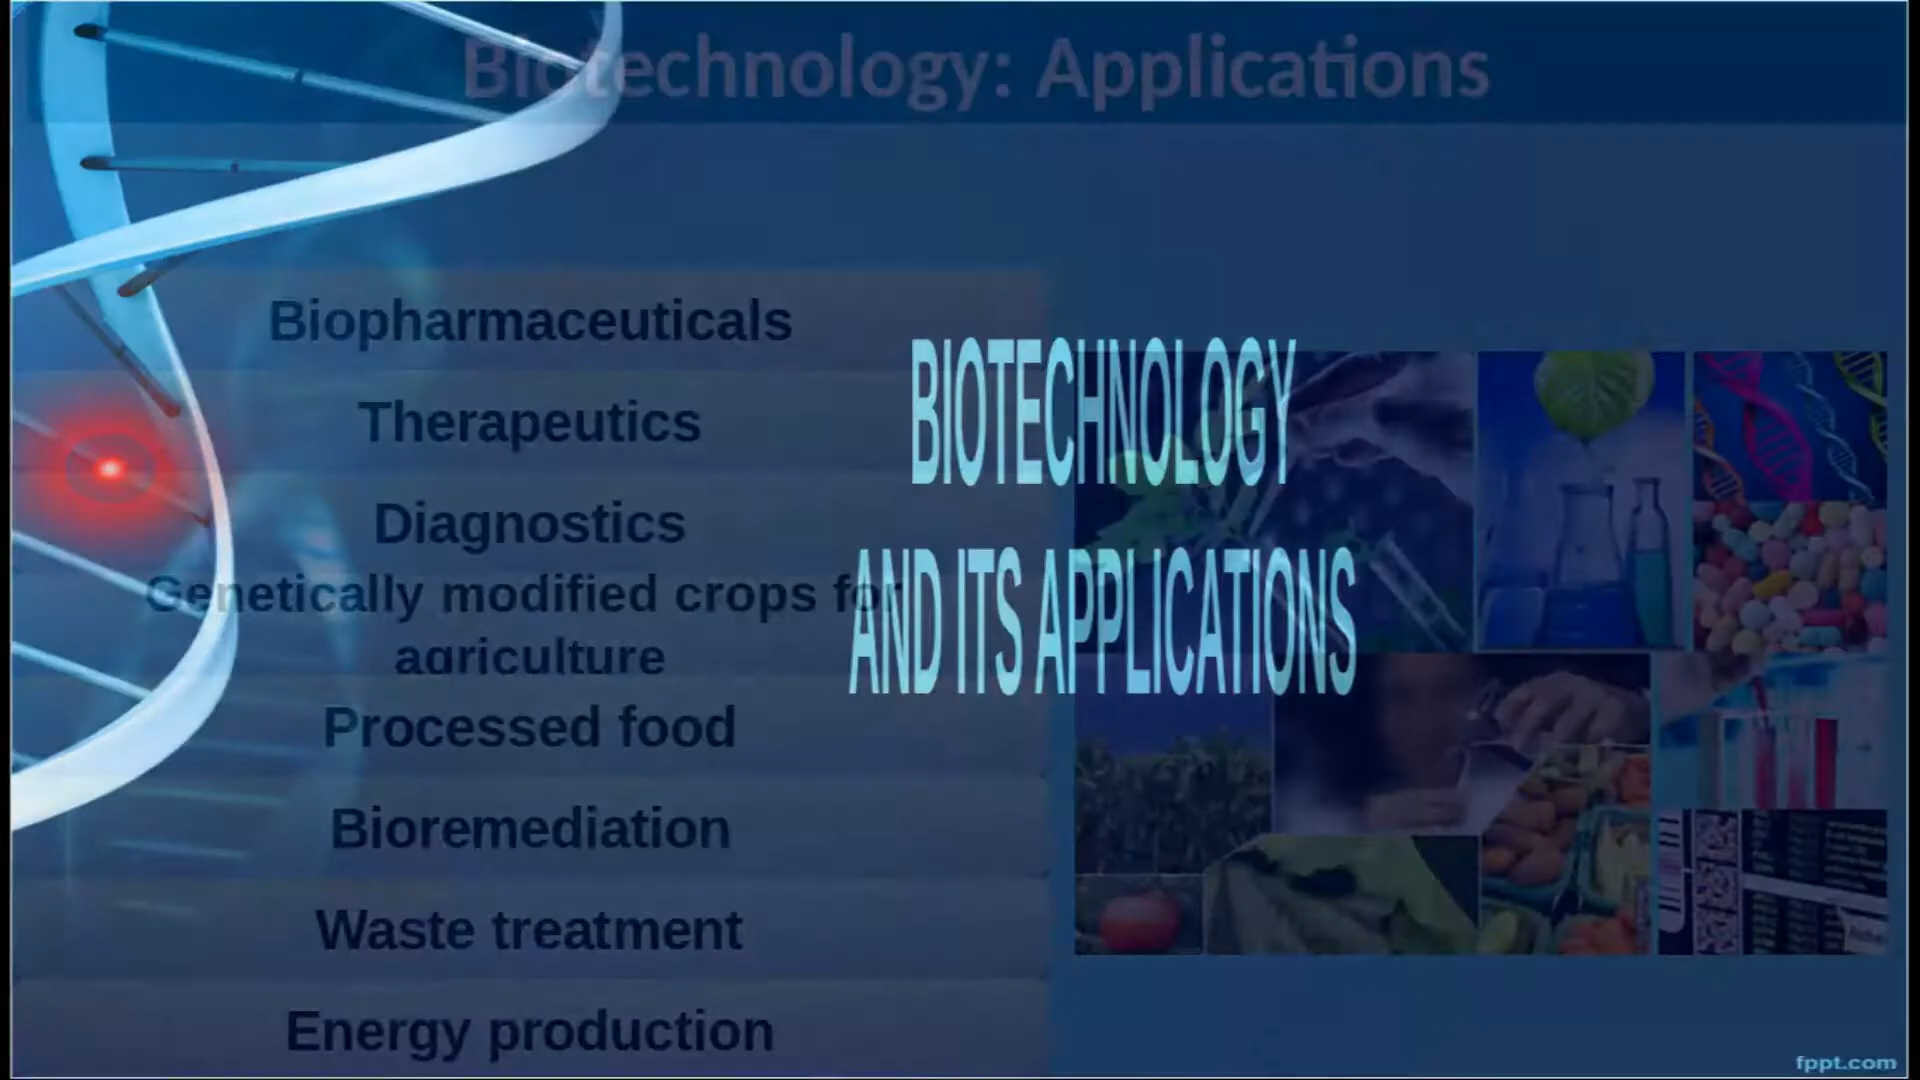 Biotechnology: Applications
Biopharmaceuticals
Therapeutics
Diagnostics
Genetically modified crops for
agriculture
Processed food
Bioremediation
Waste treatment
Energy production
BIOTECHNOLOGY
AND ITS APPLICATIONS
fppt.com